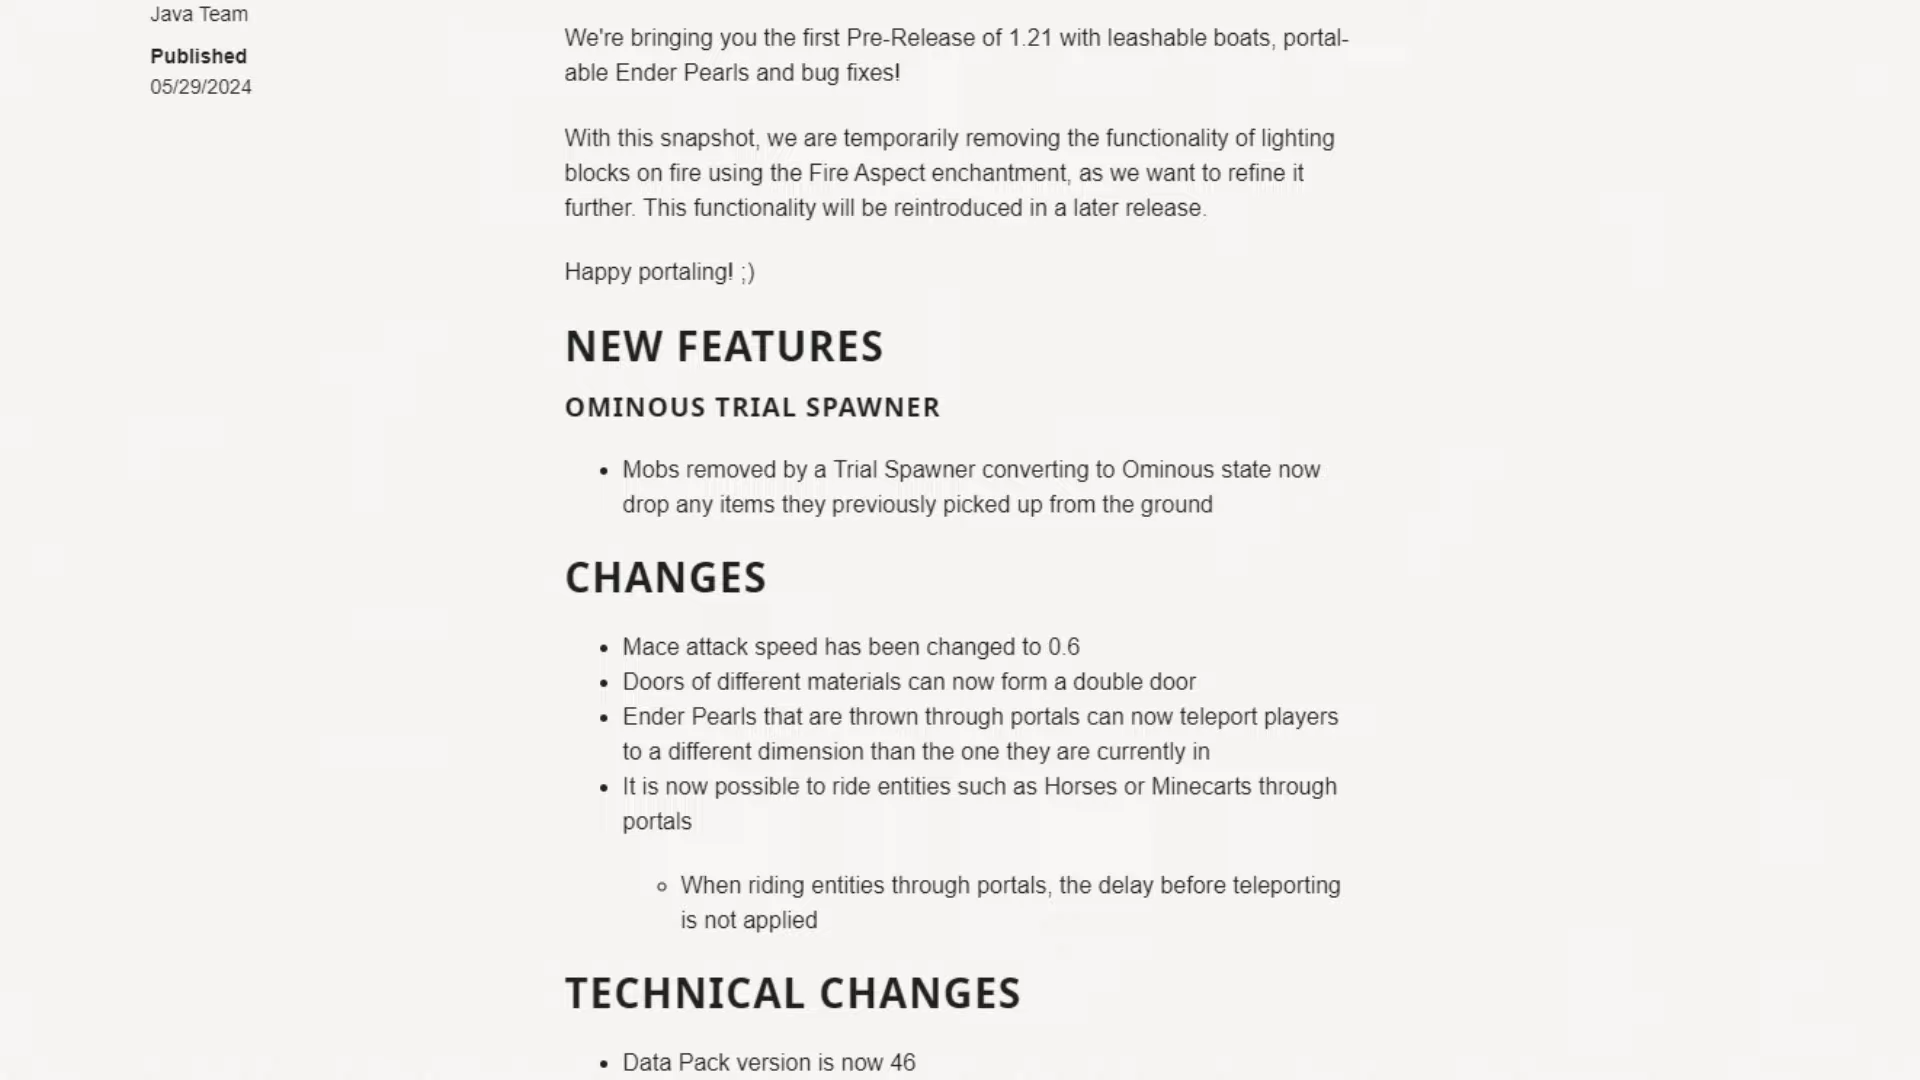 Java Team
Published
05/29/2024
We're bringing you the first Pre-Release of 1.21 with leashable boats, portal-
able Ender Pearls and bug fixes!
With this snapshot, we are temporarily removing the functionality of lighting
blocks on fire using the Fire Aspect enchantment, as we want to refine it
further. This functionality will be reintroduced in a later release.
Happy portaling! ;)
NEW FEATURES
OMINOUS TRIAL SPAWNER
• Mobs removed by a Trial Spawner converting to Ominous state now
drop any items they previously picked up from the ground
CHANGES
• Mace attack speed has been changed to 0.6
• Doors of different materials can now form a double door
• Ender Pearls that are thrown through portals can now teleport players
to a different dimension than the one they are currently in
• It is now possible to ride entities such as Horses or Minecarts through
portals
◦ When riding entities through portals, the delay before teleporting
is not applied
TECHNICAL CHANGES
• Data Pack version is now 46